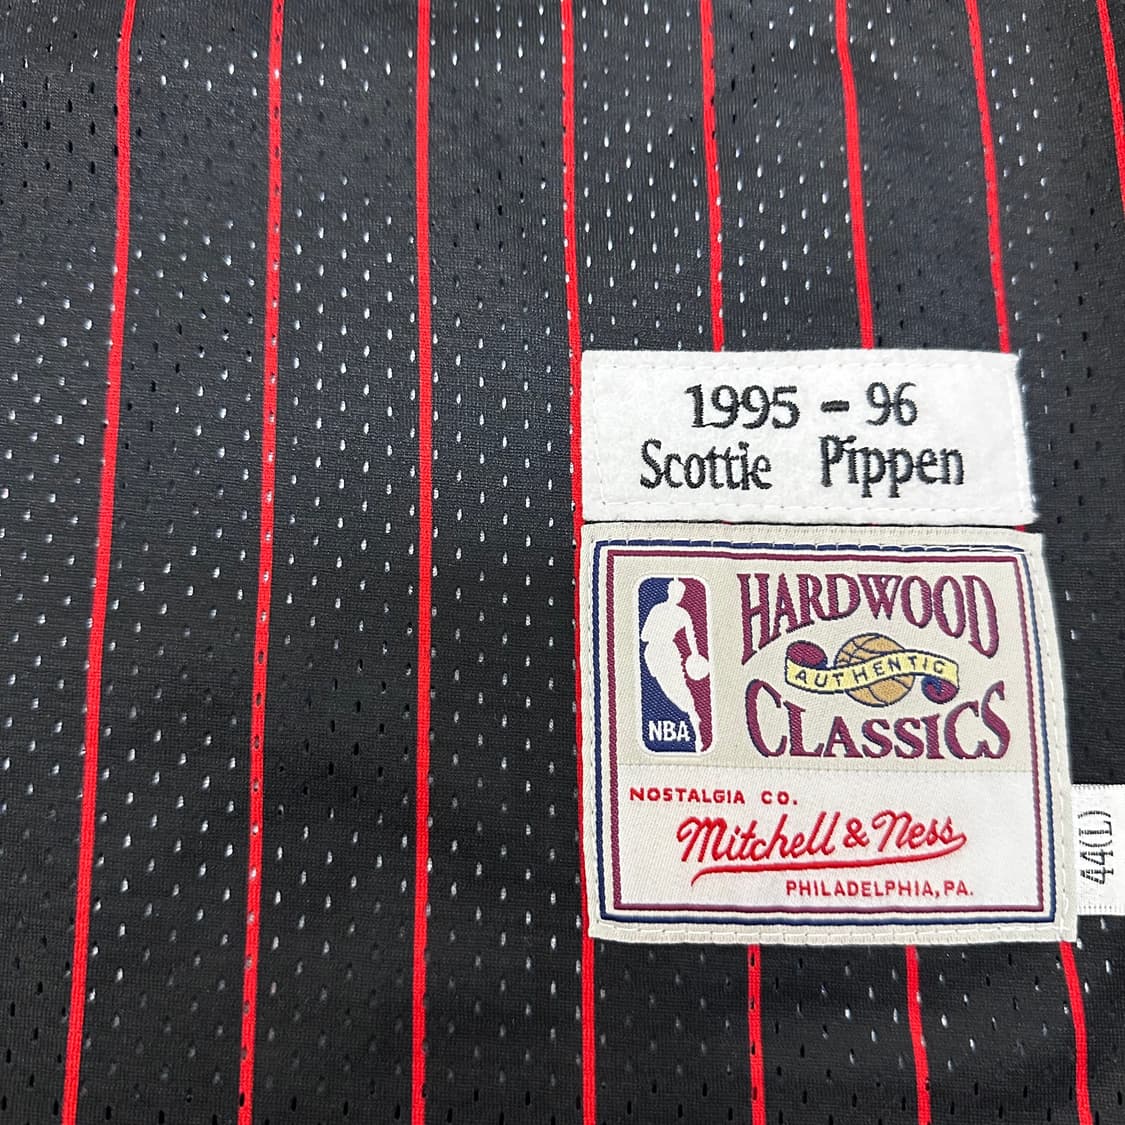 1995 - 96
Scottie Pippen
NBA
HARDWOOD
AUTHENTIC
CLASSICS
NOSTALGIA CO.
Mitchell & Ness
PHILADELPHIA, PA.
44(L)